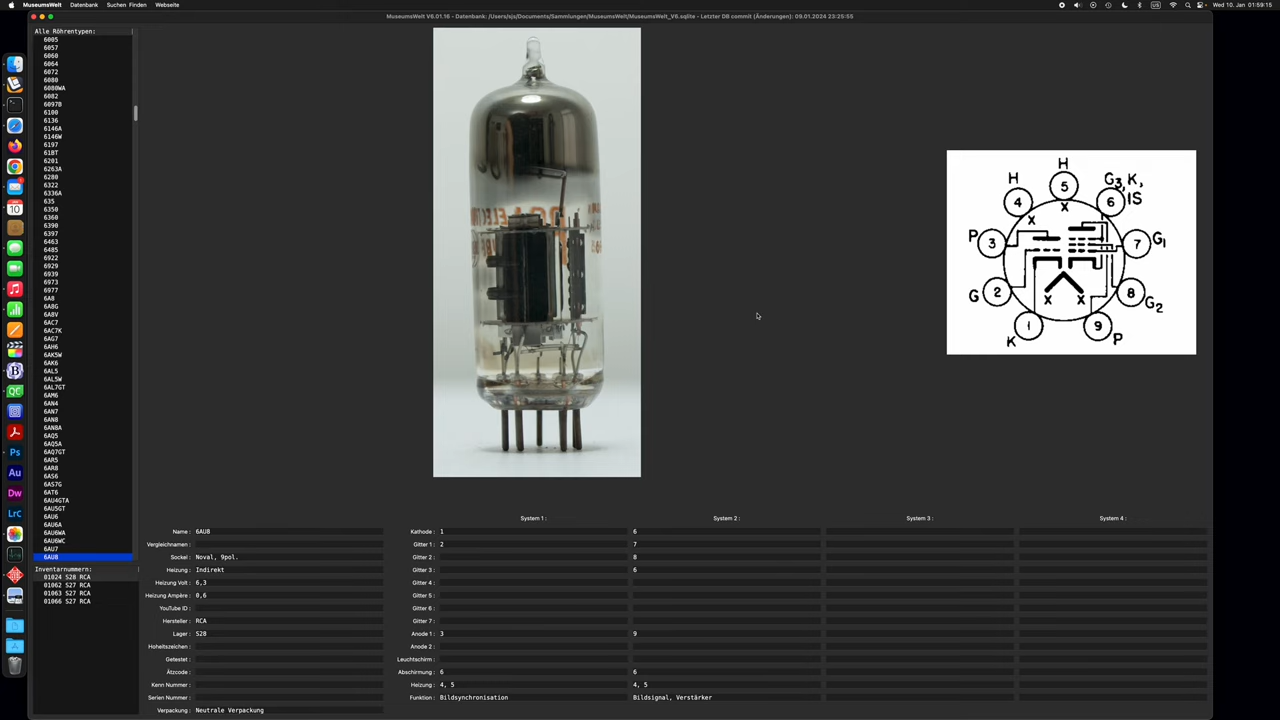 MuseumsWelt Datenbank Suchen Finden Webseite
US
Wed 10. Jan. 01:59:15
MuseumsWelt V6.01.16 - Datenbank: /Users/sjs/Documents/Sammlungen/MuseumsWelt/MuseumsWelt_V6.sqlite - Letzter DB commit (Änderungen): 09.01.2024 23:25:55
Alle Röhrentypen:
6005
6057
6060
6064
6072
6080
6080WA
6082
6097B
6100
6136
6146A
6146W
6197
61BT
6201
6263A
6280
6322
6336A
635
6350
6360
6390
6397
6463
6485
6922
6929
6939
6973
6977
6A8
6A8G
6A8V
6AC7
6AC7K
6AG7
6AH6
6AK5W
6AK6
6AL5
6AL5W
6AL7GT
6AM6
6AN4
6AN7
6AN8
6AN8A
6AQ5
6AQ5A
6AQ7GT
6AR5
6AR8
6AS6
6AS7G
6AT6
6AU4GTA
6AU5GT
6AU6
6AU6A
6AU6WA
6AU6WC
6AU7
6AU8
Inventarnummern:
01024 S28 RCA
01062 S27 RCA
01063 S27 RCA
01066 S27 RCA
H
H
G3, K, IS
4
5
6
P
3
7
G1
G
2
8
G2
K
1
9
P
X
X
X
X
System 1 : System 2 : System 3 : System 4 :
Name : 6AU8
Vergleichnamen :
Sockel : Noval, 9pol.
Heizung : Indirekt
Heizung Volt : 6,3
Heizung Ampère : 0,6
YouTube ID :
Hersteller : RCA
Lager : S28
Hoheitszeichen :
Getestet :
Ätzcode :
Kenn Nummer :
Serien Nummer :
Verpackung : Neutrale Verpackung
Kathode : 1 6
Gitter 1 : 2 7
Gitter 2 : 8
Gitter 3 : 6
Gitter 4 :
Gitter 5 :
Gitter 6 :
Gitter 7 :
Anode 1 : 3 9
Anode 2 :
Leuchtschirm :
Abschirmung : 6 6
Heizung : 4, 5 4, 5
Funktion : Bildsynchronisation Bildsignal, Verstärker
QC
Ps
Au
Dw
LrC
10